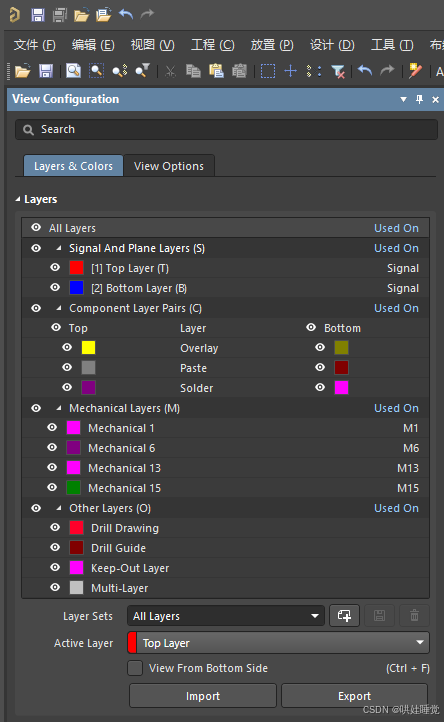 文件 (F) 编辑 (E) 视图 (V) 工程 (C) 放置 (P) 设计 (D) 工具 (T) 布
View Configuration
Search
Layers & Colors View Options
Layers
All Layers Used On
Signal And Plane Layers (S) Used On
[1] Top Layer (T) Signal
[2] Bottom Layer (B) Signal
Component Layer Pairs (C) Used On
Top Layer Bottom
Overlay
Paste
Solder
Mechanical Layers (M) Used On
Mechanical 1 M1
Mechanical 6 M6
Mechanical 13 M13
Mechanical 15 M15
Other Layers (O) Used On
Drill Drawing
Drill Guide
Keep-Out Layer
Multi-Layer
Layer Sets All Layers
Active Layer Top Layer
View From Bottom Side (Ctrl + F)
Import Export
CSDN @哄娃睡觉